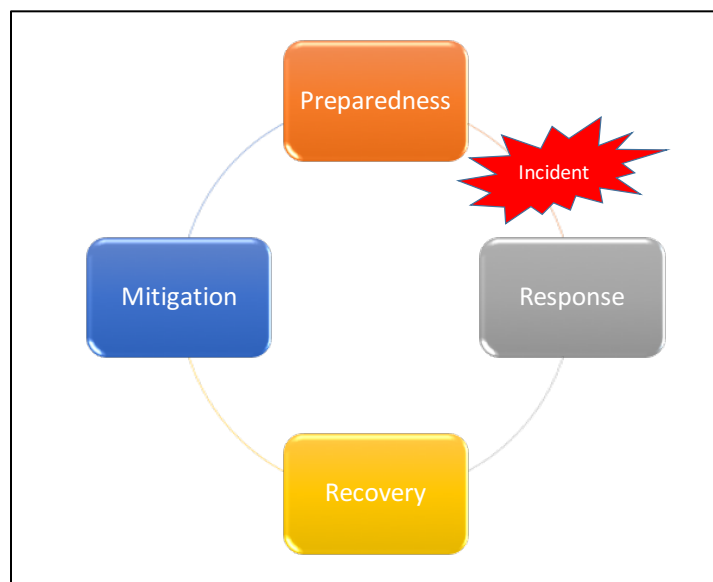 Preparedness
Incident
Mitigation
Response
Recovery